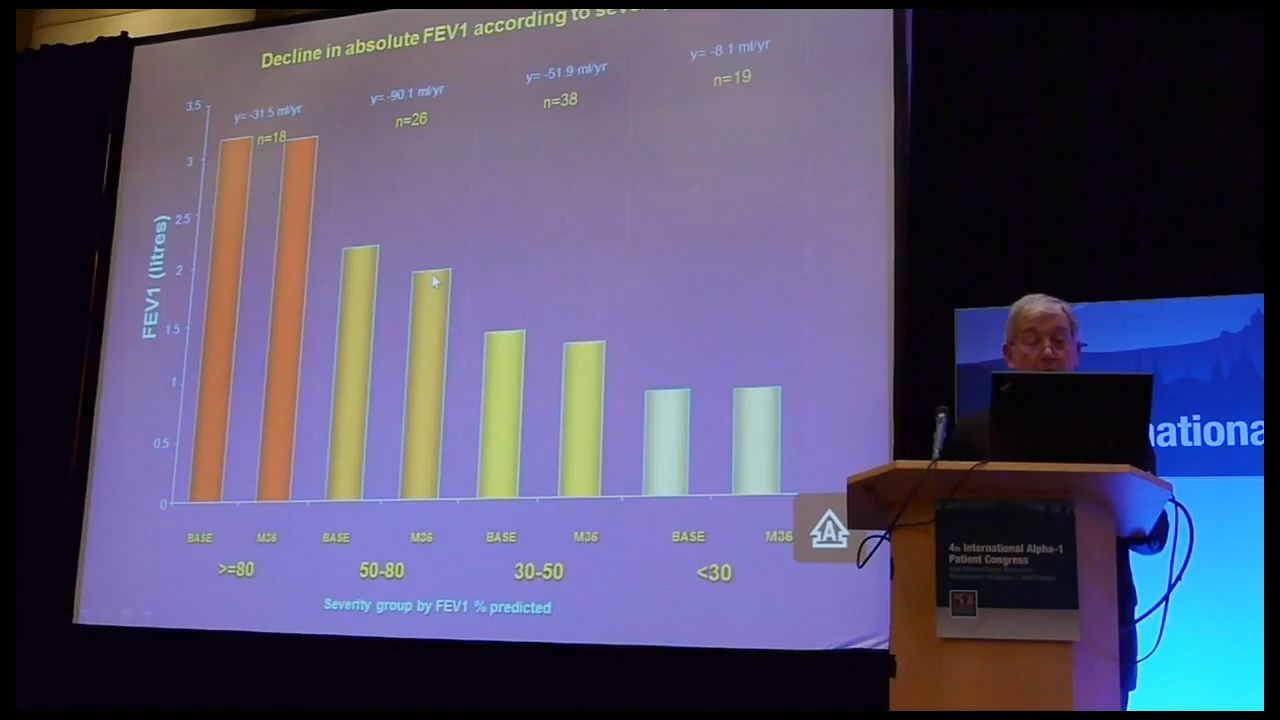 Decline in absolute FEV1 according to
y= -31.5 ml/yr
n=18
y= -90.1 ml/yr
n=26
y= -51.9 ml/yr
n=38
y= -8.1 ml/yr
n=19
FEV1 (litres)
3.5
3
2.5
2
1.5
1
0.5
0
BASE M36 BASE M36 BASE M36 BASE M36
>=80 50-80 30-50 <30
Severity group by FEV1 % predicted
A
nationa
4th International Alpha-1
Patient Congress